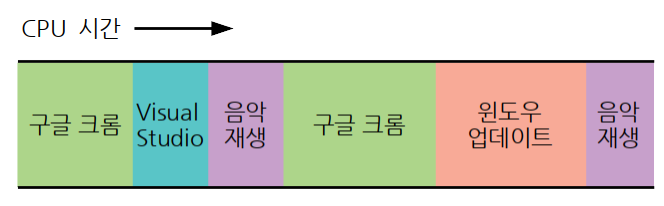 CPU 시간
구글 크롬
Visual
Studio
음악
재생
구글 크롬
윈도우
업데이트
음악
재생